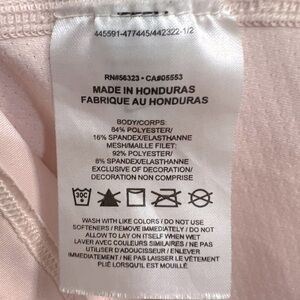 445591-477445/442322-1/2
RN#56323 • CA#05553
MADE IN HONDURAS
FABRIQUE AU HONDURAS
BODY/CORPS:
84% POLYESTER/
16% SPANDEX/ELASTHANNE
MESH/MAILLE FILET:
92% POLYESTER/
8% SPANDEX/ELASTHANNE
EXCLUSIVE OF DECORATION/
DECORATION NON COMPRISE
30C
WASH WITH LIKE COLORS / DO NOT USE
SOFTENERS / REMOVE IMMEDIATELY / DO NOT
ALLOW TO LAY ON ITSELF WHEN WET
LAVER AVEC COULEURS SIMILAIRES / NE PAS
UTILISER D'ADOUCISSEUR / ENLEVER
IMMEDIATEMENT / NE PAS LAISSER LE VÊTEMENT
PLIÉ LORSQU'IL EST MOUILLÉ.